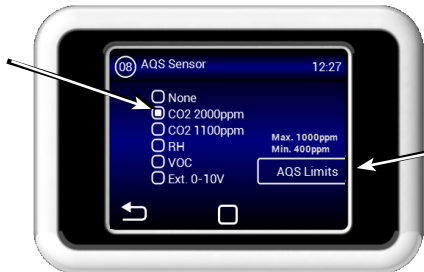 08 AQS Sensor 12:27
None
CO2 2000ppm
CO2 1100ppm
RH
VOC
Ext. 0-10V
Max. 1000ppm
Min. 400ppm
AQS Limits